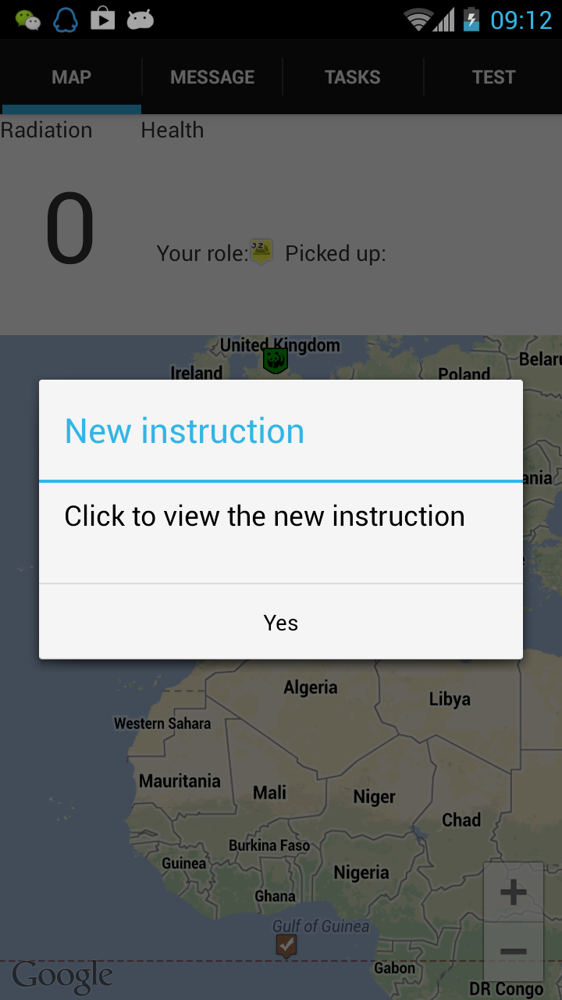 09:12
MAP MESSAGE TASKS TEST
Radiation Health
0
Your role: J,Z Picked up:
United Kingdom
Ireland
Poland
Belaru
New instruction
ania
Click to view the new instruction
Yes
Algeria
Libya
Western Sahara
Mauritania
Mali
Niger
Chad
Burkina Faso
Guinea
Nigeria
Ghana
Gulf of Guinea
Gabon
Google
DR Congo